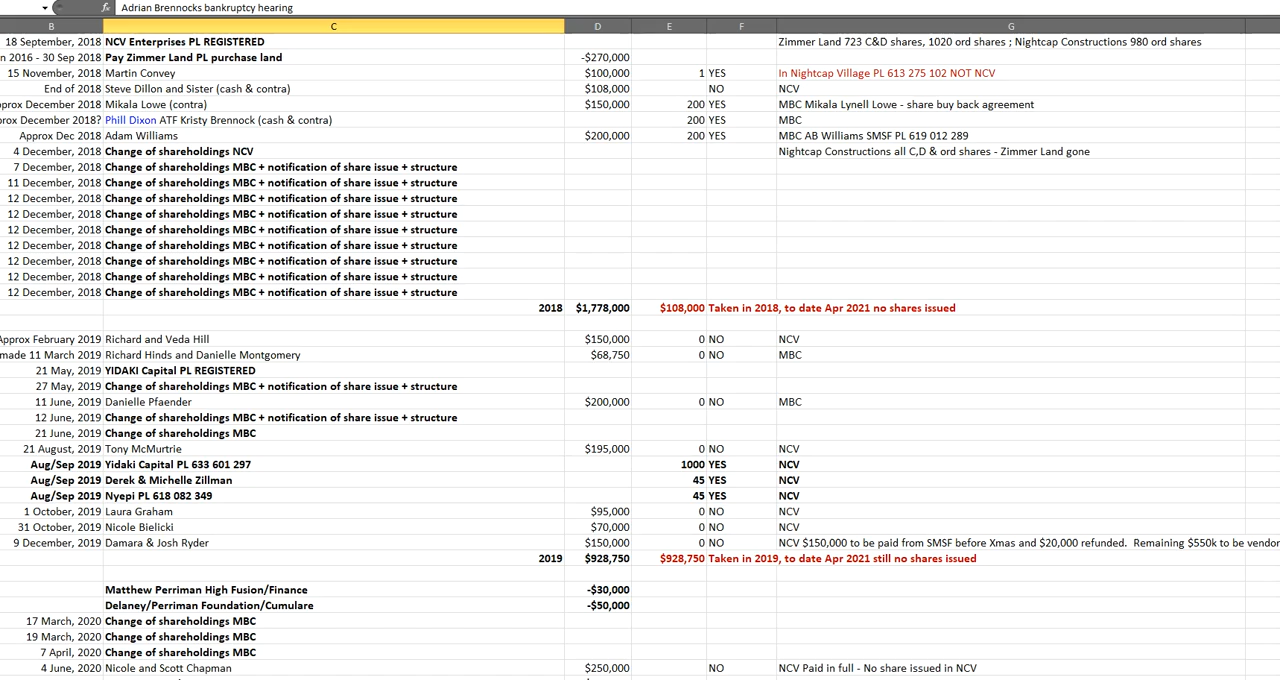 fx Adrian Brennocks bankruptcy hearing
B C D E F G
18 September, 2018 NCV Enterprises PL REGISTERED Zimmer Land 723 C&D shares, 1020 ord shares ; Nightcap Constructions 980 ord shares
n 2016 - 30 Sep 2018 Pay Zimmer Land PL purchase land -$270,000
15 November, 2018 Martin Convey $100,000 1 YES In Nightcap Village PL 613 275 102 NOT NCV
End of 2018 Steve Dillon and Sister (cash & contra) $108,000 NO NCV
pprox December 2018 Mikala Lowe (contra) $150,000 200 YES MBC Mikala Lynell Lowe - share buy back agreement
prox December 2018? Phill Dixon ATF Kristy Brennock (cash & contra) 200 YES MBC
Approx Dec 2018 Adam Williams $200,000 200 YES MBC AB Williams SMSF PL 619 012 289
4 December, 2018 Change of shareholdings NCV Nightcap Constructions all C,D & ord shares - Zimmer Land gone
7 December, 2018 Change of shareholdings MBC + notification of share issue + structure
11 December, 2018 Change of shareholdings MBC + notification of share issue + structure
12 December, 2018 Change of shareholdings MBC + notification of share issue + structure
12 December, 2018 Change of shareholdings MBC + notification of share issue + structure
12 December, 2018 Change of shareholdings MBC + notification of share issue + structure
12 December, 2018 Change of shareholdings MBC + notification of share issue + structure
12 December, 2018 Change of shareholdings MBC + notification of share issue + structure
12 December, 2018 Change of shareholdings MBC + notification of share issue + structure
12 December, 2018 Change of shareholdings MBC + notification of share issue + structure
2018 $1,778,000 $108,000 Taken in 2018, to date Apr 2021 no shares issued
Approx February 2019 Richard and Veda Hill $150,000 0 NO NCV
made 11 March 2019 Richard Hinds and Danielle Montgomery $68,750 0 NO MBC
21 May, 2019 YIDAKI Capital PL REGISTERED
27 May, 2019 Change of shareholdings MBC + notification of share issue + structure
11 June, 2019 Danielle Pfaender $200,000 0 NO MBC
12 June, 2019 Change of shareholdings MBC + notification of share issue + structure
21 June, 2019 Change of shareholdings MBC
21 August, 2019 Tony McMurtrie $195,000 0 NO NCV
Aug/Sep 2019 Yidaki Capital PL 633 601 297 1000 YES NCV
Aug/Sep 2019 Derek & Michelle Zillman 45 YES NCV
Aug/Sep 2019 Nyepi PL 618 082 349 45 YES NCV
1 October, 2019 Laura Graham $95,000 0 NO NCV
31 October, 2019 Nicole Bielicki $70,000 0 NO NCV
9 December, 2019 Damara & Josh Ryder $150,000 0 NO NCV $150,000 to be paid from SMSF before Xmas and $20,000 refunded. Remaining $550k to be vendor
2019 $928,750 $928,750 Taken in 2019, to date Apr 2021 still no shares issued
Matthew Perriman High Fusion/Finance -$30,000
Delaney/Perriman Foundation/Cumulare -$50,000
17 March, 2020 Change of shareholdings MBC
19 March, 2020 Change of shareholdings MBC
7 April, 2020 Change of shareholdings MBC
4 June, 2020 Nicole and Scott Chapman $250,000 NO NCV Paid in full - No share issued in NCV